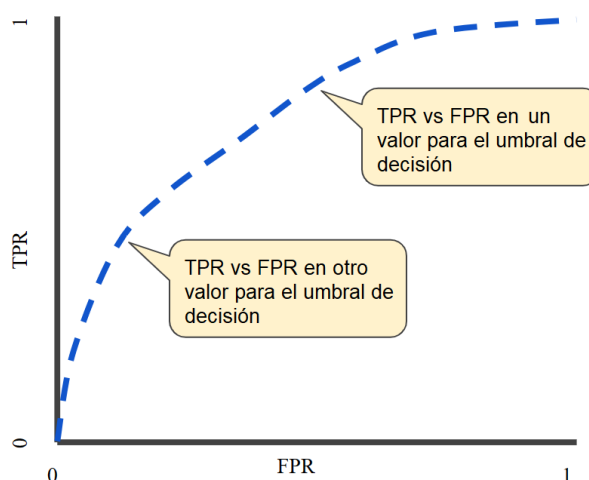 1
TPR vs FPR en un
valor para el umbral de
decisión
TPR
TPR vs FPR en otro
valor para el umbral de
decisión
0
0
FPR
1